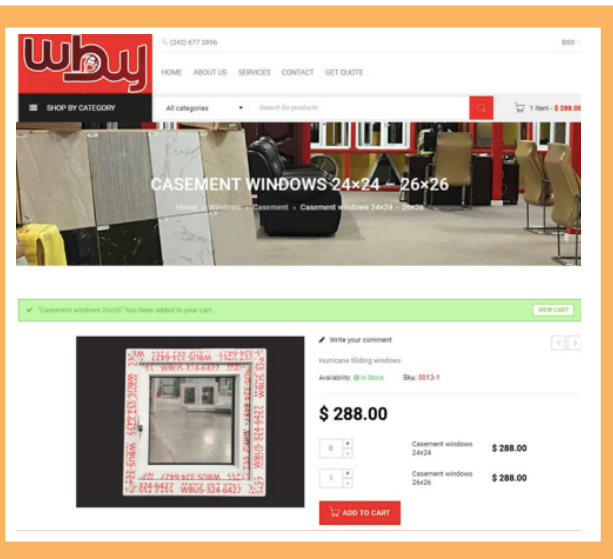 wbuy
(242) 677 2856
BSD
HOME ABOUT US SERVICES CONTACT GET QUOTE
SHOP BY CATEGORY
All categories
Search for products
1 item - $ 288.00
CASEMENT WINDOWS 24×24 – 26×26
Home › Windows › Casement › Casement windows 24×24 – 26×26
"Casement windows 26×26" has been added to your cart.
VIEW CART
WBUS-324-6427
Write your comment
Hurricane Sliding windows
Availability: In Stock
Sku: 0013-1
$ 288.00
0
+
-
Casement windows
24x24
$ 288.00
1
+
-
Casement windows
26x26
$ 288.00
ADD TO CART